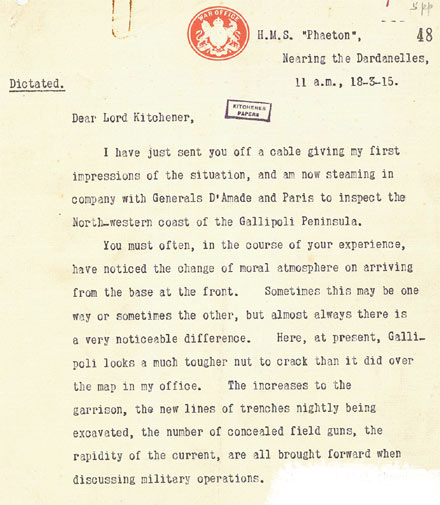 5pp
WAR OFFICE
H.M.S. "Phaeton", 48
Nearing the Dardanelles,
Dictated. 11 a.m., 18-3-15.
Dear Lord Kitchener,
KITCHENER
PAPERS
I have just sent you off a cable giving my first
impressions of the situation, and am now steaming in
company with Generals D'Amade and Paris to inspect the
North-western coast of the Gallipoli Peninsula.
You must often, in the course of your experience,
have noticed the change of moral atmosphere on arriving
from the base at the front. Sometimes this may be one
way or sometimes the other, but almost always there is
a very noticeable difference. Here, at present, Galli-
poli looks a much tougher nut to crack than it did over
the map in my office. The increases to the
garrison, the new lines of trenches nightly being
excavated, the number of concealed field guns, the
rapidity of the current, are all brought forward when
discussing military operations.